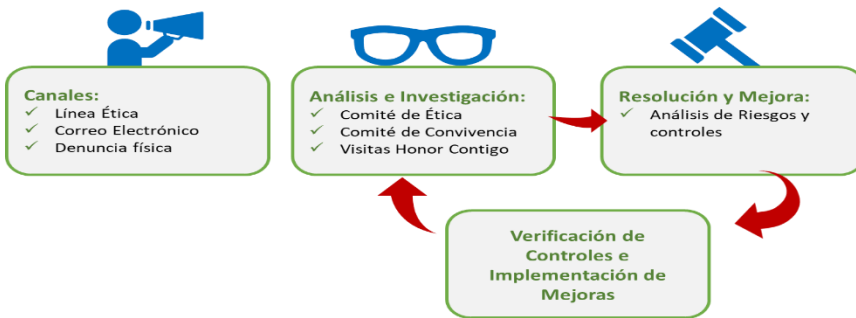 Canales:
Línea Ética
Correo Electrónico
Denuncia física
Análisis e Investigación:
Comité de Ética
Comité de Convivencia
Visitas Honor Contigo
Resolución y Mejora:
Análisis de Riesgos y
controles
Verificación de
Controles e
Implementación de
Mejoras